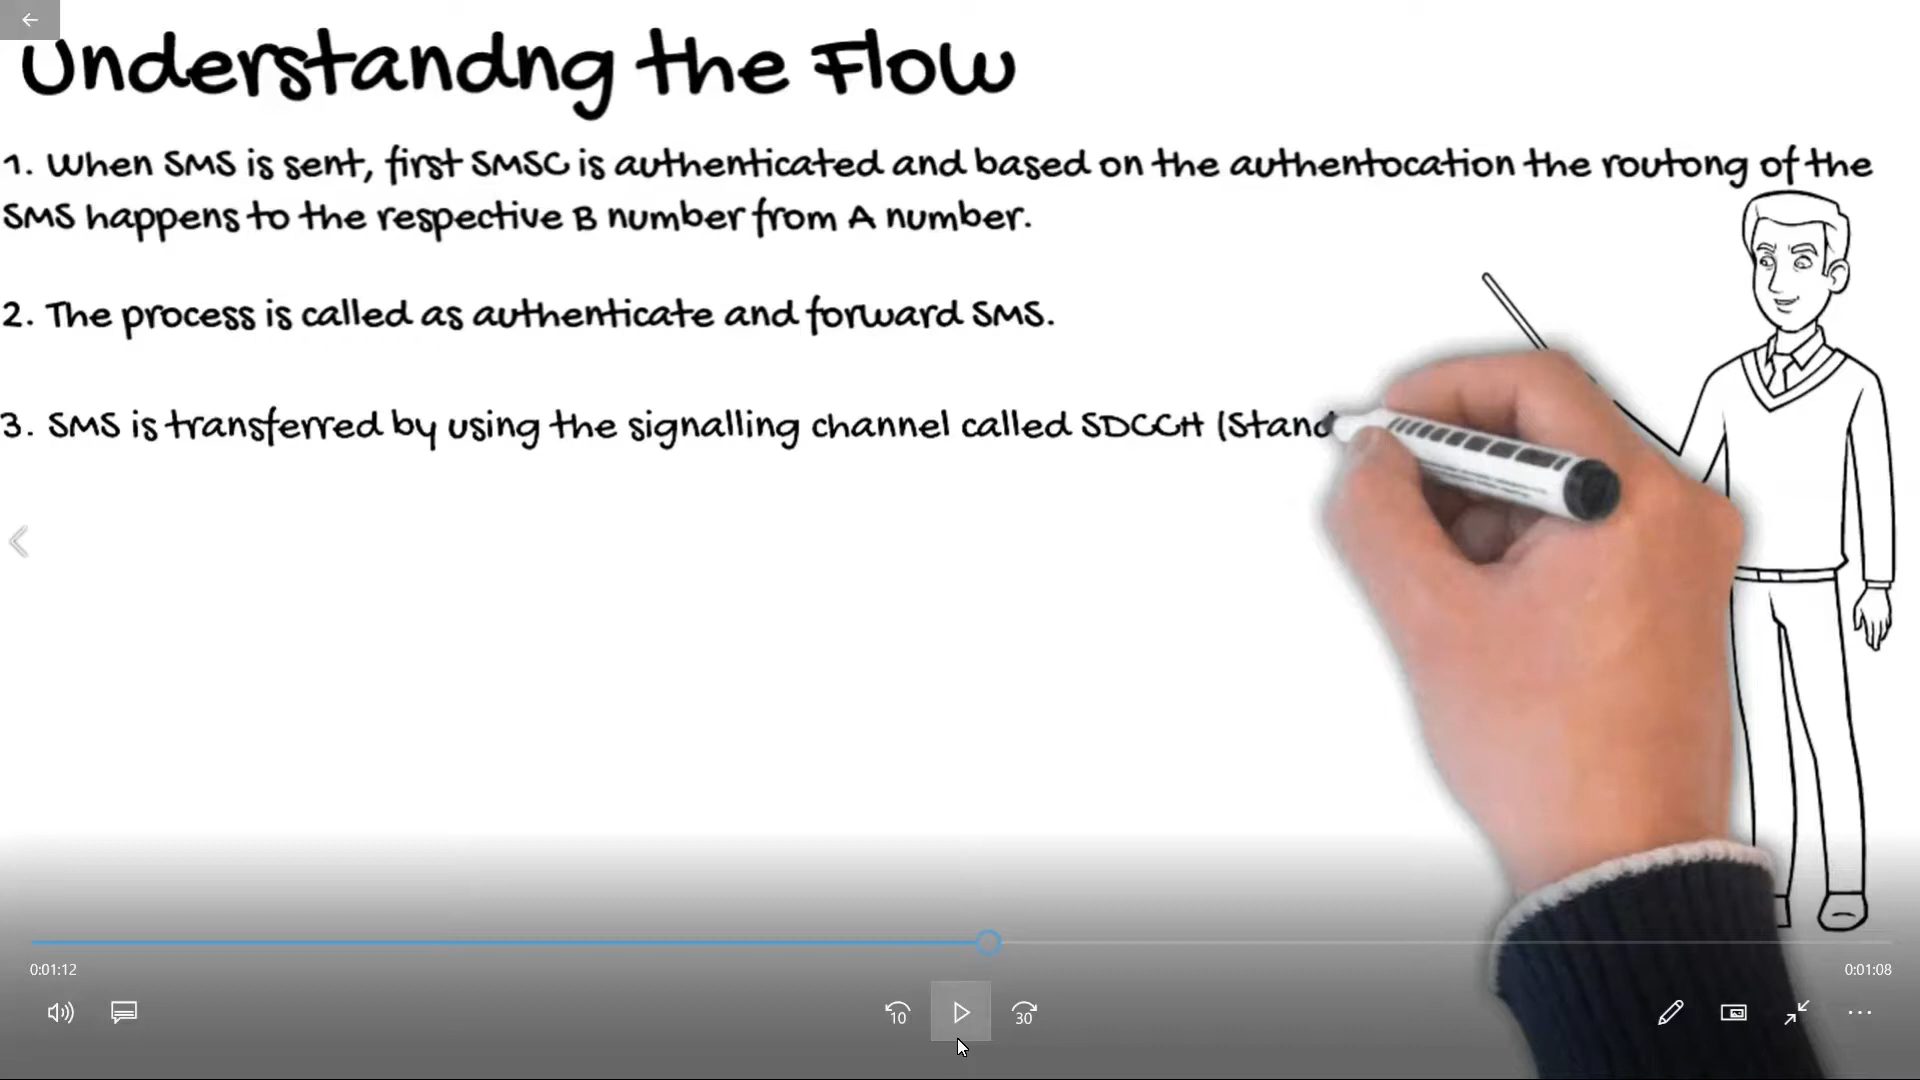 Understandng the Flow
1. When SMS is sent, first SMSC is authenticated and based on the authentocation the routong of the
SMS happens to the respective B number from A number.
2. The process is called as authenticate and forward SMS.
3. SMS is transferred by using the signalling channel called SDCCH (Stand
0:01:12
0:01:08
10
30